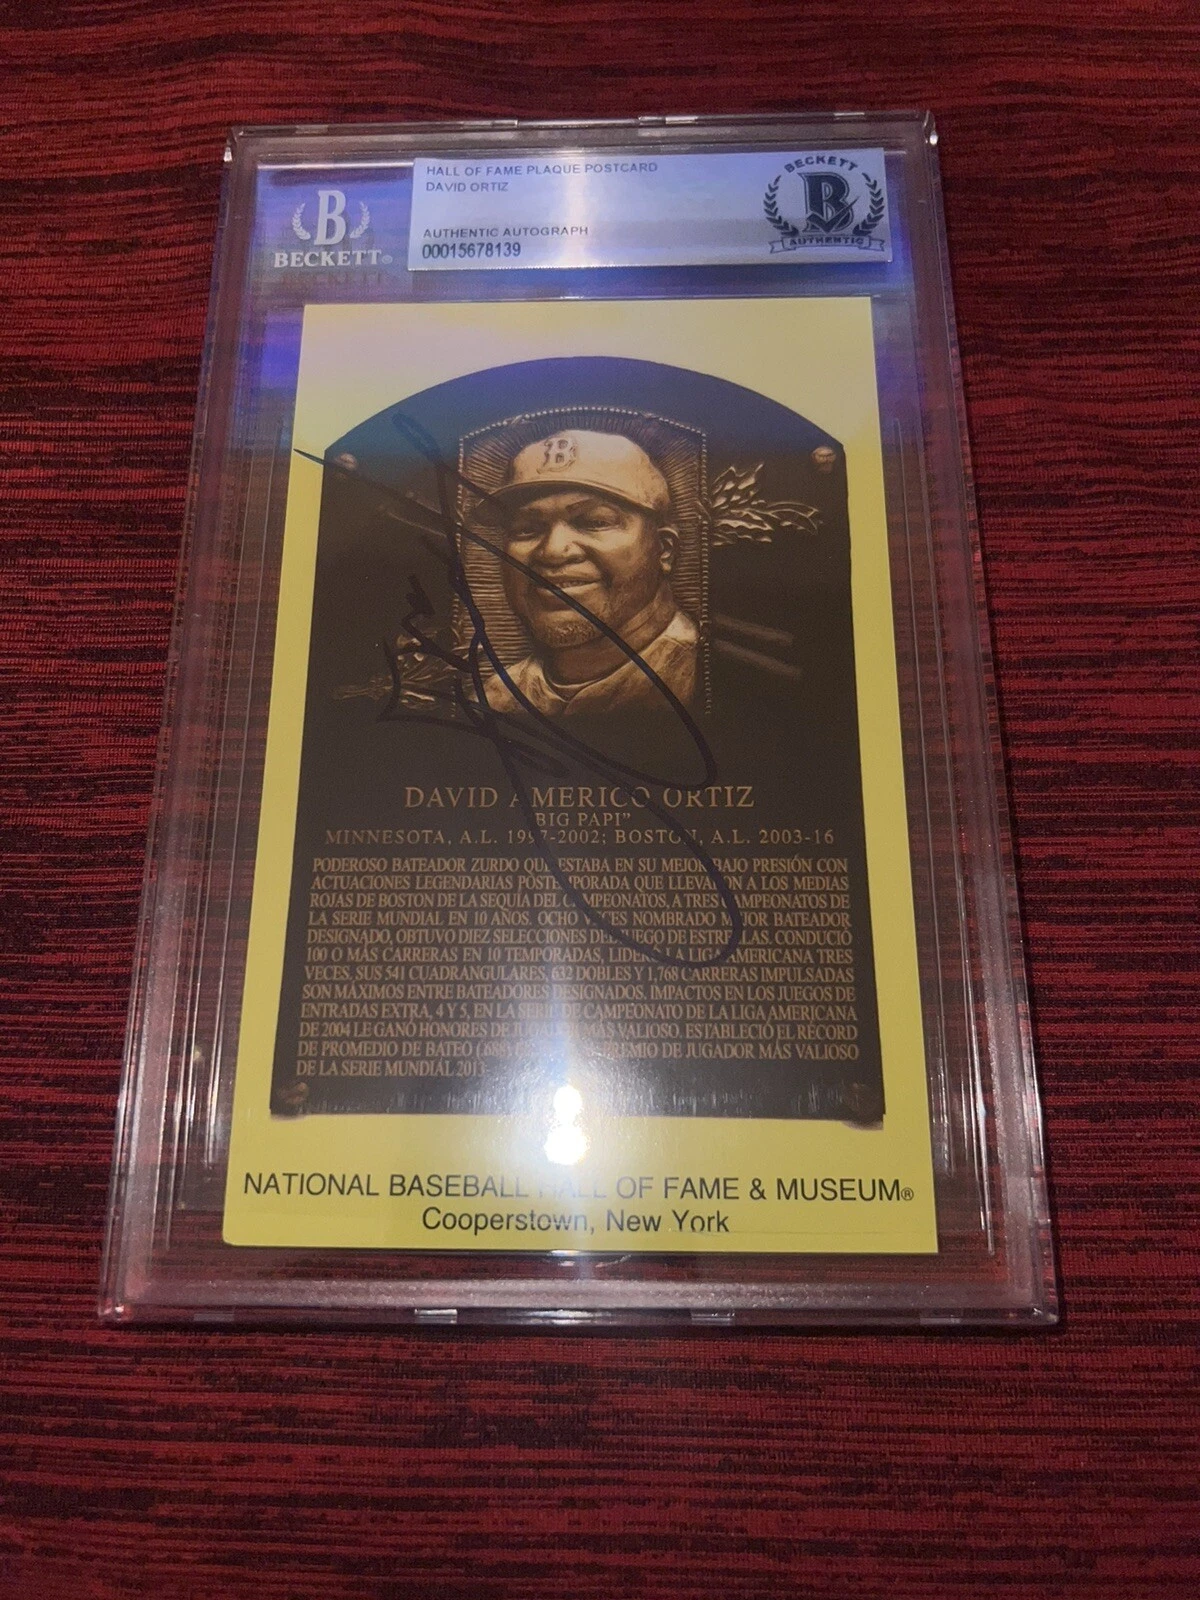 HALL OF FAME PLAQUE POSTCARD
DAVID ORTIZ
AUTHENTIC AUTOGRAPH
00015678139
B
BECKETT®
BECKETT
B
AUTHENTIC
B
DAVID AMERICO ORTIZ
"BIG PAPI"
MINNESOTA, A.L. 1997-2002; BOSTON, A.L. 2003-16
PODEROSO BATEADOR ZURDO QUE ESTABA EN SU MEJOR BAJO PRESIÓN CON
ACTUACIONES LEGENDARIAS POSTEMPORADA QUE LLEVARON A LOS MEDIAS
ROJAS DE BOSTON DE LA SEQUÍA DEL CAMPEONATOS, A TRES CAMPEONATOS DE
LA SERIE MUNDIAL EN 10 AÑOS. OCHO VECES NOMBRADO MEJOR BATEADOR
DESIGNADO, OBTUVO DIEZ SELECCIONES DEL JUEGO DE ESTRELLAS. CONDUCIÓ
100 O MÁS CARRERAS EN 10 TEMPORADAS, LIDERÓ LA LIGA AMERICANA TRES
VECES, SUS 541 CUADRANGULARES, 632 DOBLES Y 1,768 CARRERAS IMPULSADAS
SON MÁXIMOS ENTRE BATEADORES DESIGNADOS. IMPACTOS EN LOS JUEGOS DE
ENTRADAS EXTRA, 4 Y 5, EN LA SERIE DE CAMPEONATO DE LA LIGA AMERICANA
DE 2004 LE GANÓ HONORES DE JUGADOR MÁS VALIOSO. ESTABLECIÓ EL RÉCORD
DE PROMEDIO DE BATEO (.688) PREMIO DE JUGADOR MÁS VALIOSO
DE LA SERIE MUNDIAL 2013
NATIONAL BASEBALL HALL OF FAME & MUSEUM®
Cooperstown, New York